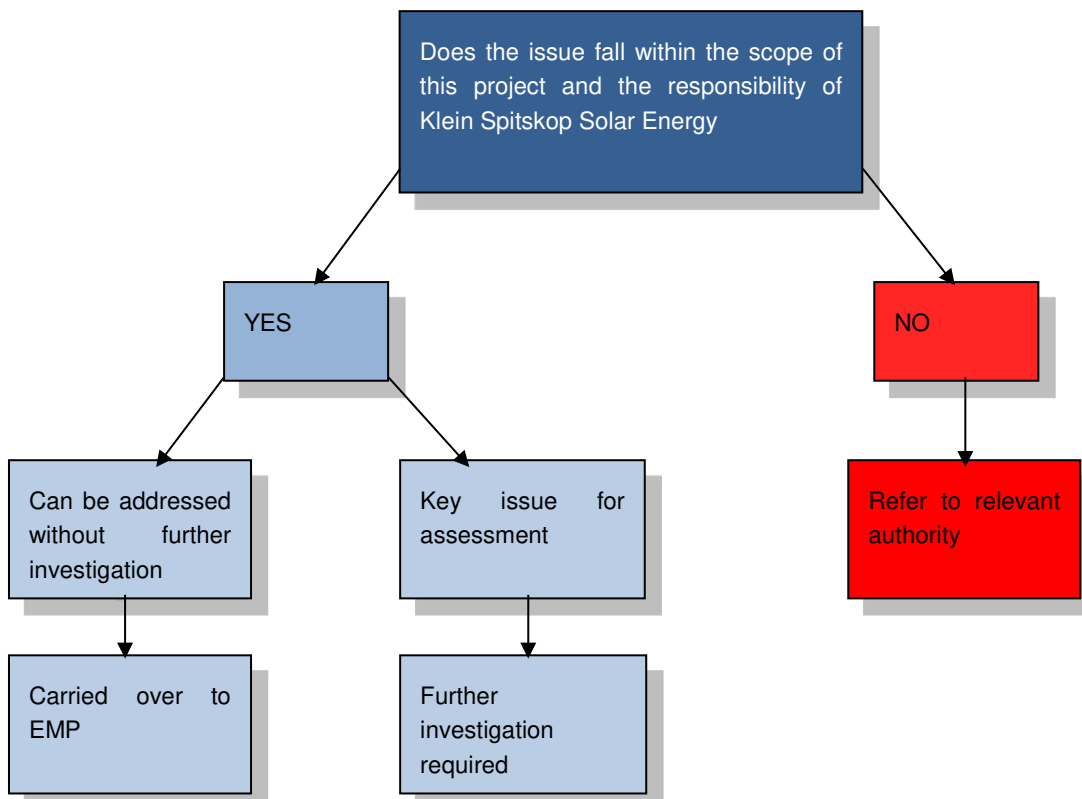 Does the issue fall within the scope of
this project and the responsibility of
Klein Spitskop Solar Energy
YES
NO
Can be addressed
without further
investigation
Key issue for
assessment
Refer to relevant
authority
Carried over to
EMP
Further
investigation
required